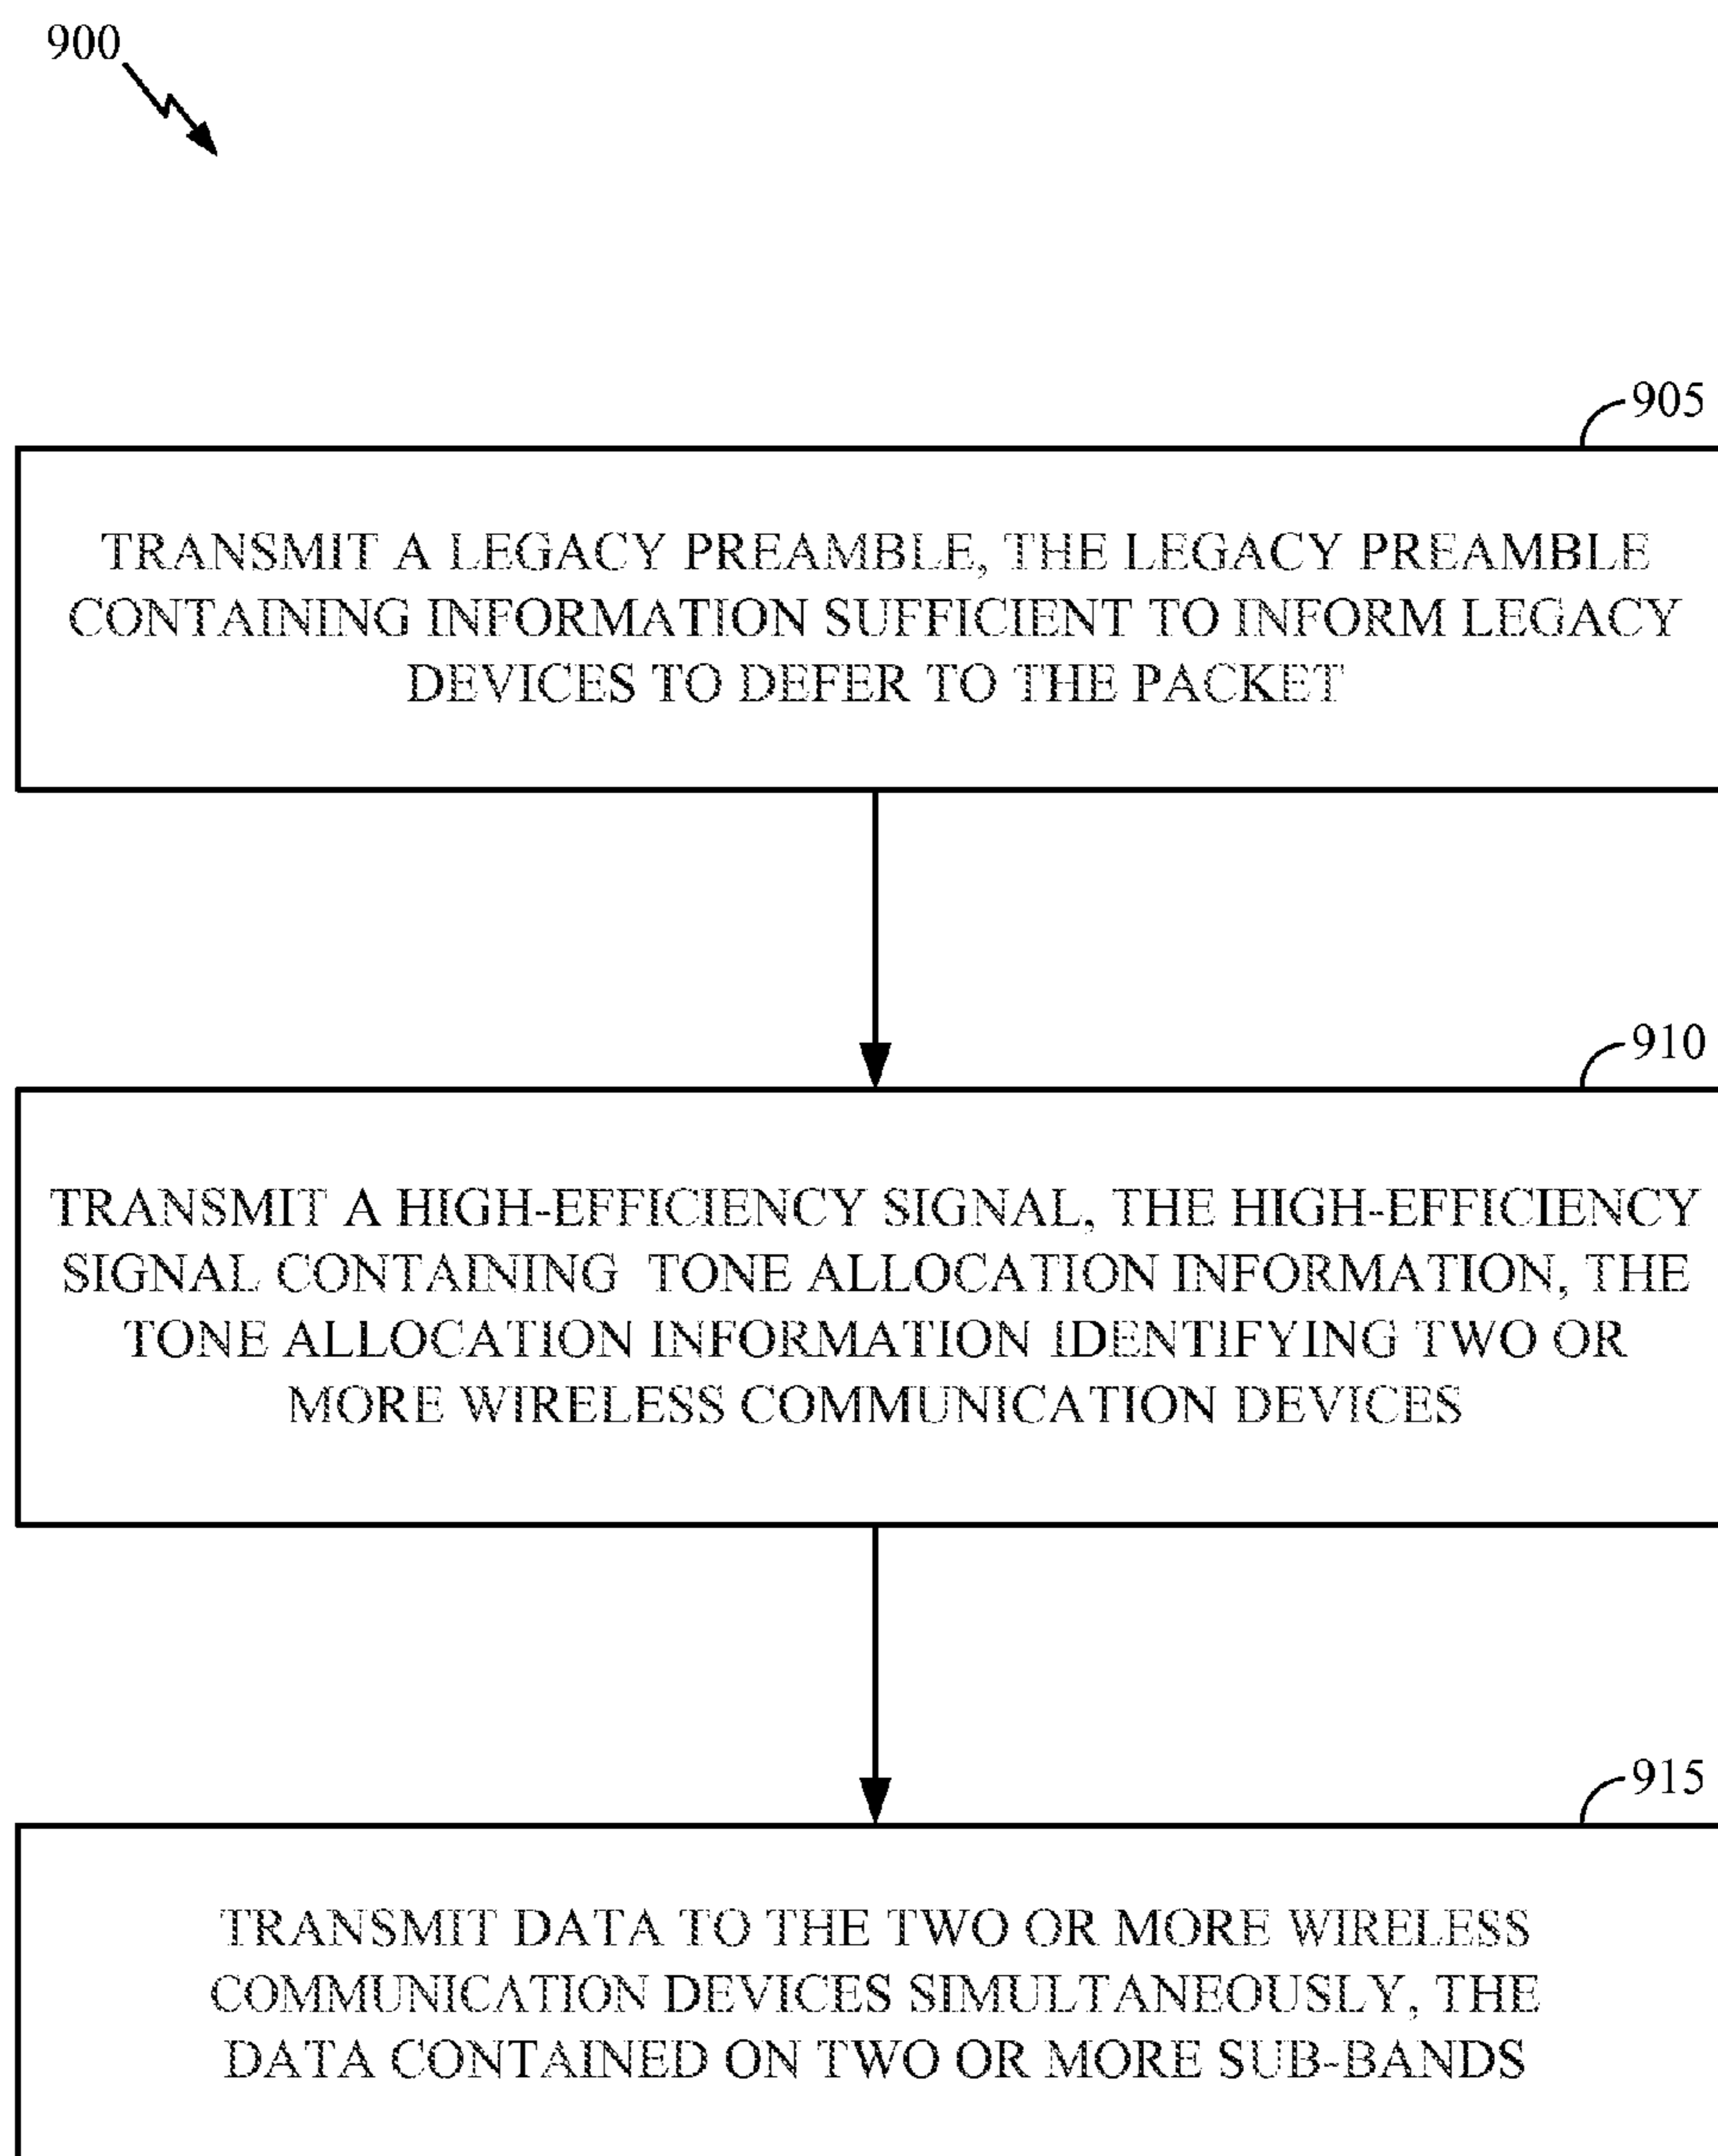 900
905
TRANSMIT A LEGACY PREAMBLE, THE LEGACY PREAMBLE
CONTAINING INFORMATION SUFFICIENT TO INFORM LEGACY
DEVICES TO DEFER TO THE PACKET
910
TRANSMIT A HIGH-EFFICIENCY SIGNAL, THE HIGH-EFFICIENCY
SIGNAL CONTAINING TONE ALLOCATION INFORMATION, THE
TONE ALLOCATION INFORMATION IDENTIFYING TWO OR
MORE WIRELESS COMMUNICATION DEVICES
915
TRANSMIT DATA TO THE TWO OR MORE WIRELESS
COMMUNICATION DEVICES SIMULTANEOUSLY, THE
DATA CONTAINED ON TWO OR MORE SUB-BANDS